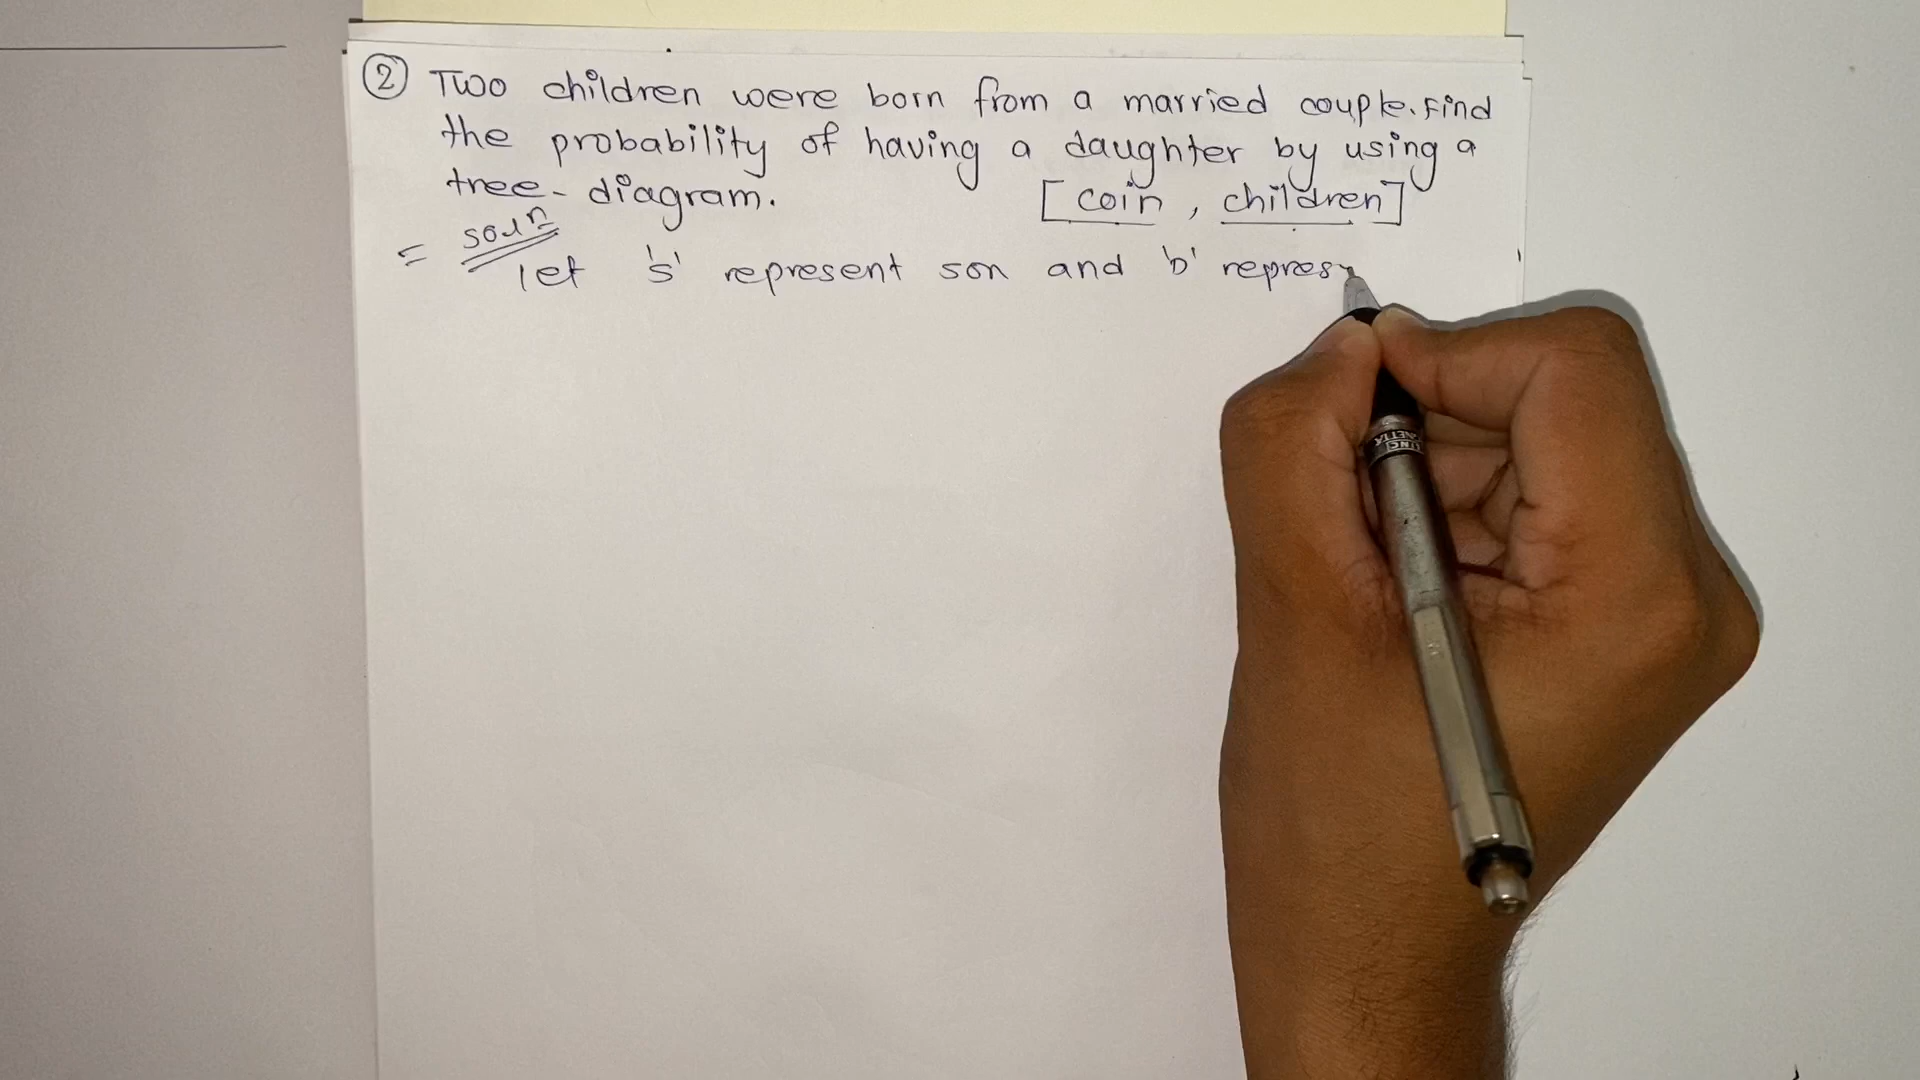 ② Two children were born from a married couple. Find
the probability of having a daughter by using a
tree-diagram. [coin, children]
= soln
let 's' represent son and 'D' repres